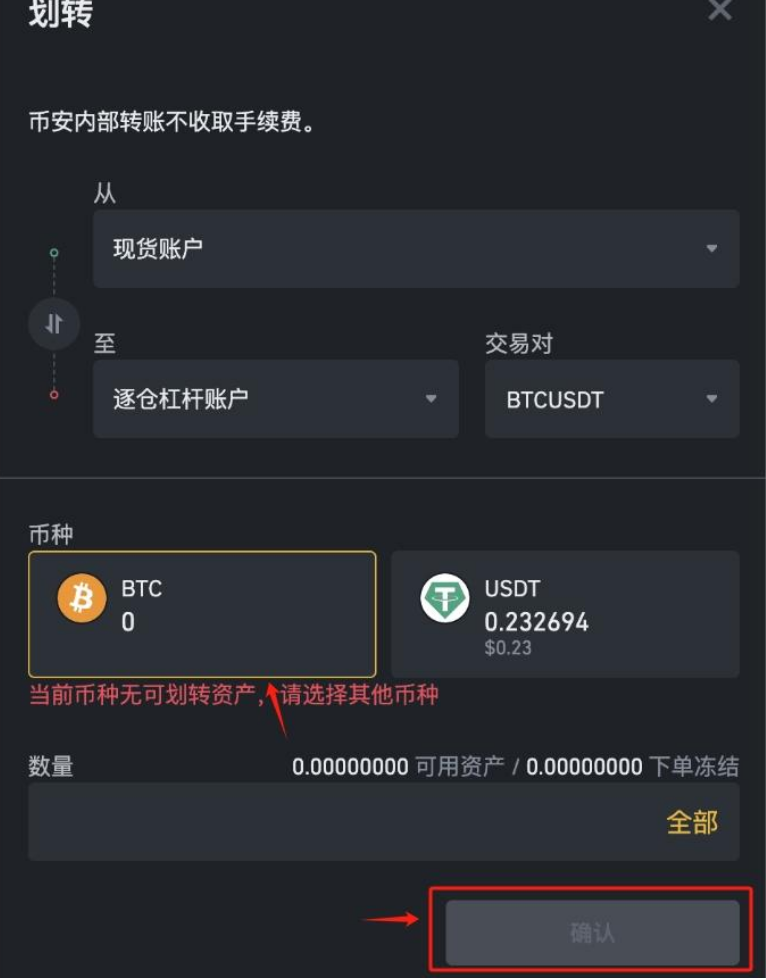 划转
币安内部转账不收取手续费。
从
现货账户
至
交易对
逐仓杠杆账户
BTCUSDT
币种
BTC
0
USDT
0.232694
$0.23
当前币种无可划转资产，请选择其他币种
数量
0.00000000 可用资产 / 0.00000000 下单冻结
全部
确认